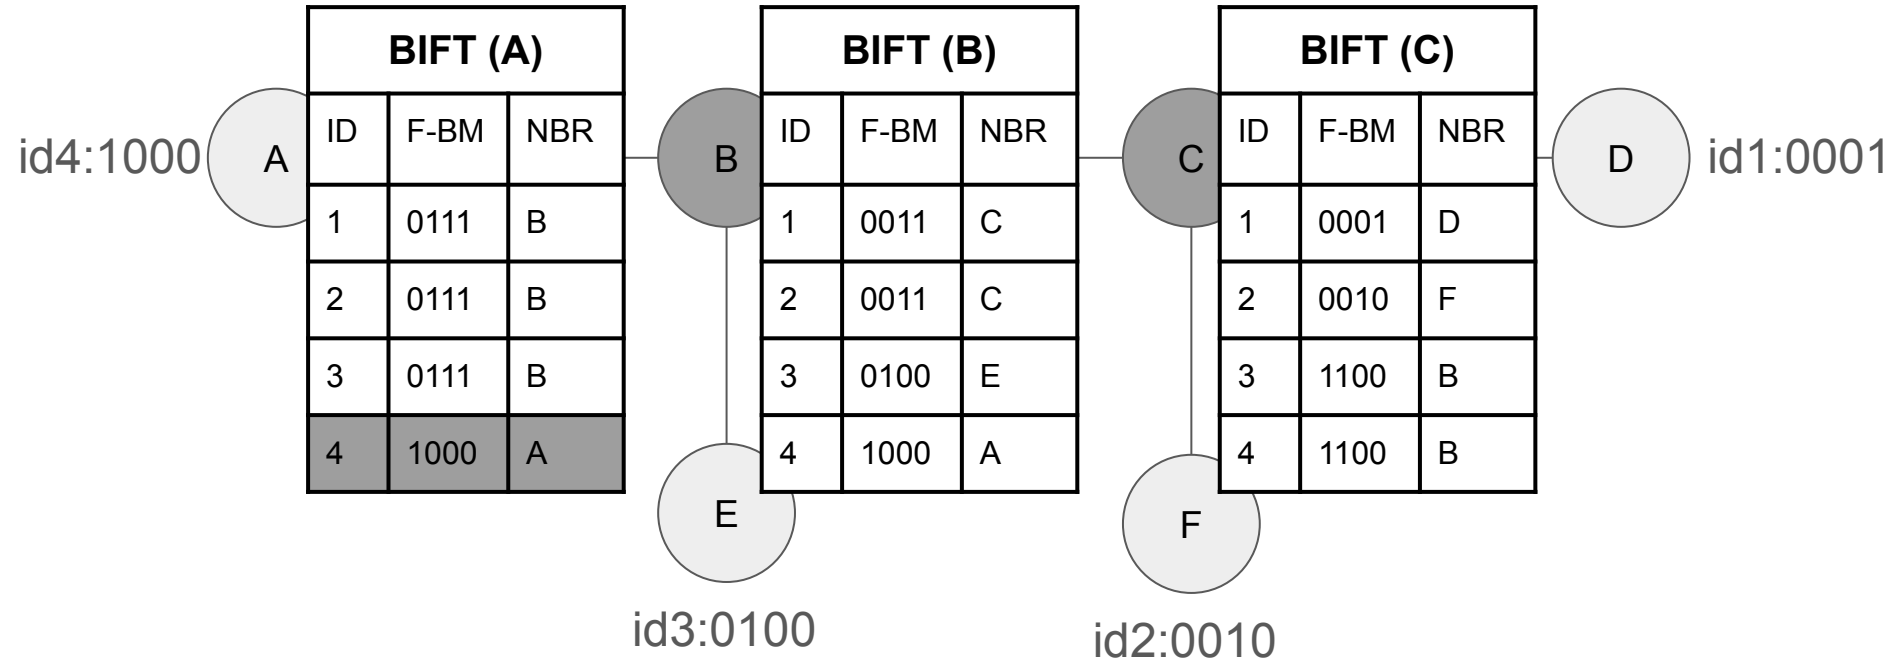 BIFT (A) BIFT (B) BIFT (C)
id4:1000 A ID F-BM NBR B ID F-BM NBR C ID F-BM NBR D id1:0001
1 0111 B 1 0011 C 1 0001 D
2 0111 B 2 0011 C 2 0010 F
3 0111 B 3 0100 E 3 1100 B
4 1000 A 4 1000 A 4 1100 B
E F
id3:0100 id2:0010